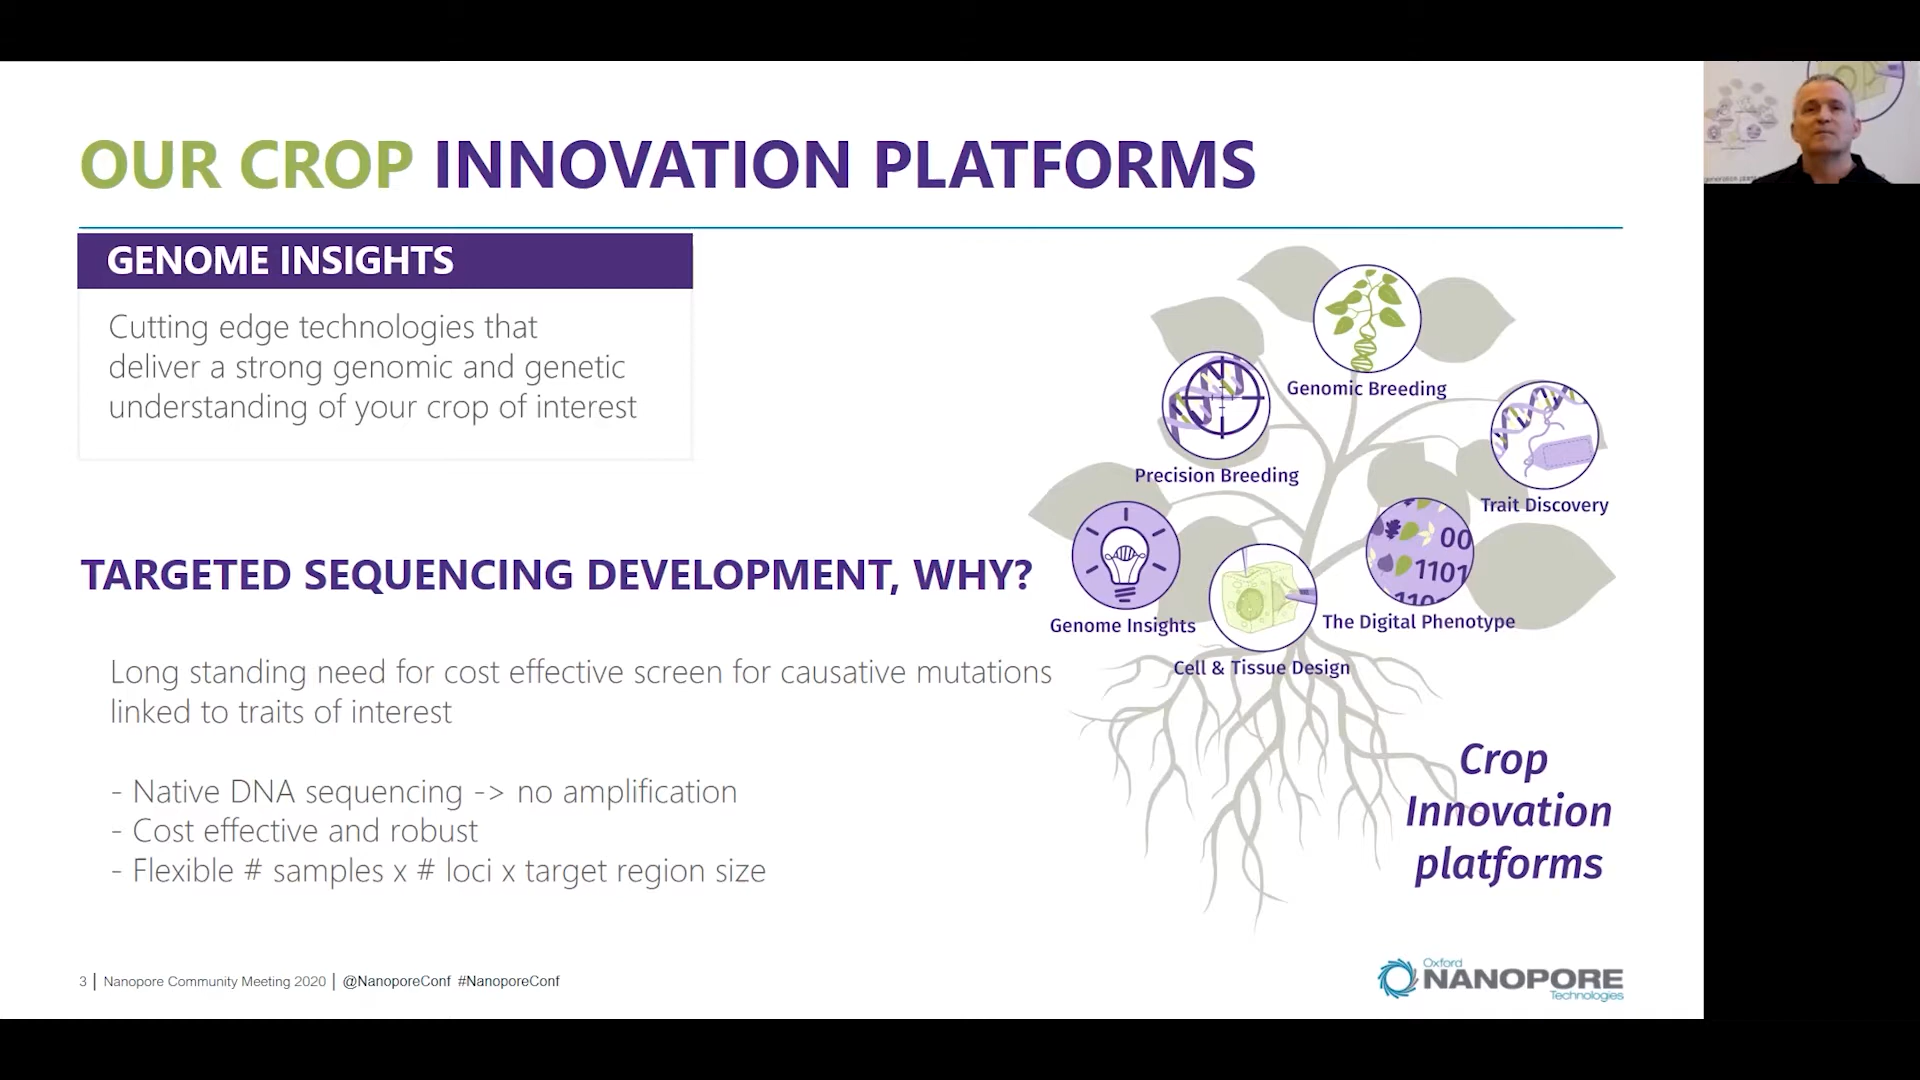 OUR CROP INNOVATION PLATFORMS
GENOME INSIGHTS
Cutting edge technologies that
deliver a strong genomic and genetic
understanding of your crop of interest
TARGETED SEQUENCING DEVELOPMENT, WHY?
Long standing need for cost effective screen for causative mutations
linked to traits of interest
- Native DNA sequencing -> no amplification
- Cost effective and robust
- Flexible # samples x # loci x target region size
Genomic Breeding
Precision Breeding
Trait Discovery
00
1101
Genome Insights
The Digital Phenotype
Cell & Tissue Design
Crop
Innovation
platforms
3 | Nanopore Community Meeting 2020 | @NanoporeConf #NanoporeConf
Oxford
NANOPORE
Technologies